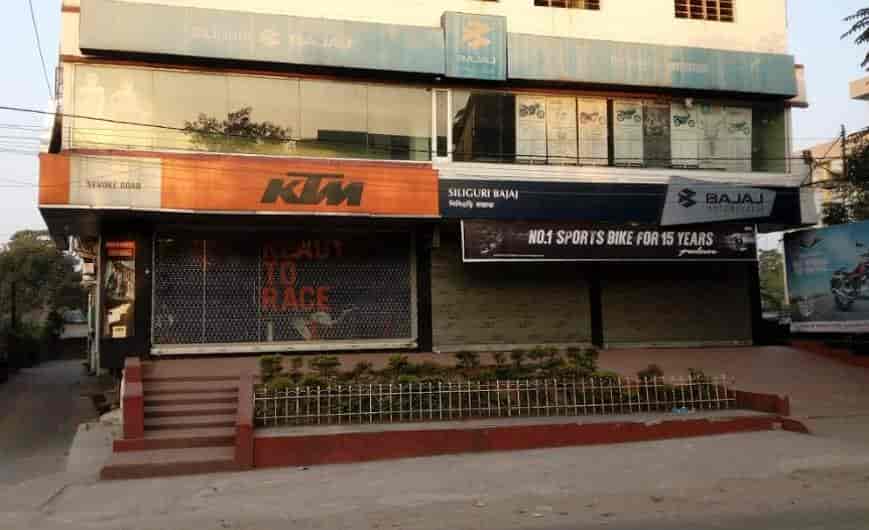 SILIGURI BAJAJ
BAJAJ
SEVOKE ROAD
KTM
SILIGURI BAJAJ
BAJAJ
NO.1 SPORTS BIKE FOR 15 YEARS
READY
TO
RACE